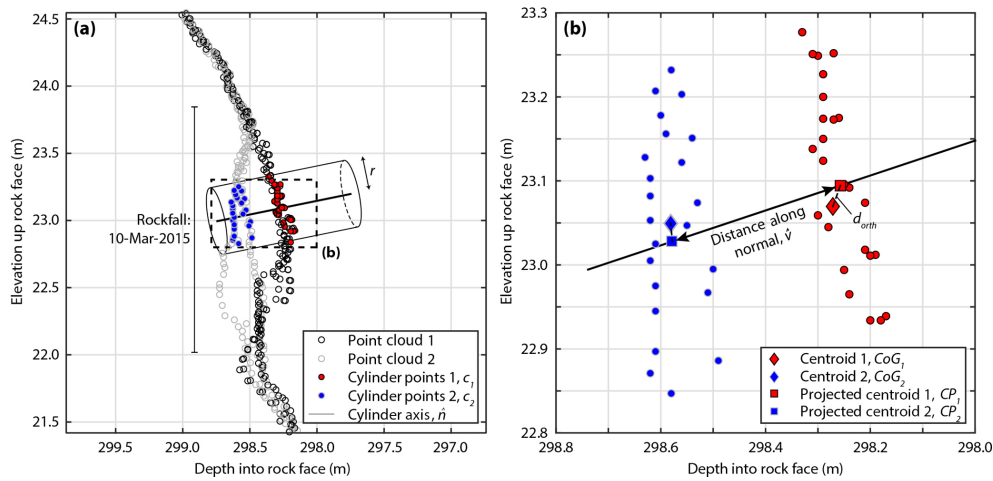 (a)
24.5
24.0
23.5
23.0
22.5
22.0
21.5
Elevation up rock face (m)
299.5
299.0
298.5
298.0
297.5
297.0
Depth into rock face (m)
Rockfall:
10-Mar-2015
r
(b)
Point cloud 1
Point cloud 2
Cylinder points 1, c₁
Cylinder points 2, c₂
Cylinder axis, n̂
(b)
23.3
23.2
23.1
23.0
22.9
22.8
Elevation up rock face (m)
298.8
298.6
298.4
298.2
298.0
Depth into rock face (m)
Distance along
normal, v̂
d_orth
Centroid 1, CoG₁
Centroid 2, CoG₂
Projected centroid 1, CP₁
Projected centroid 2, CP₂